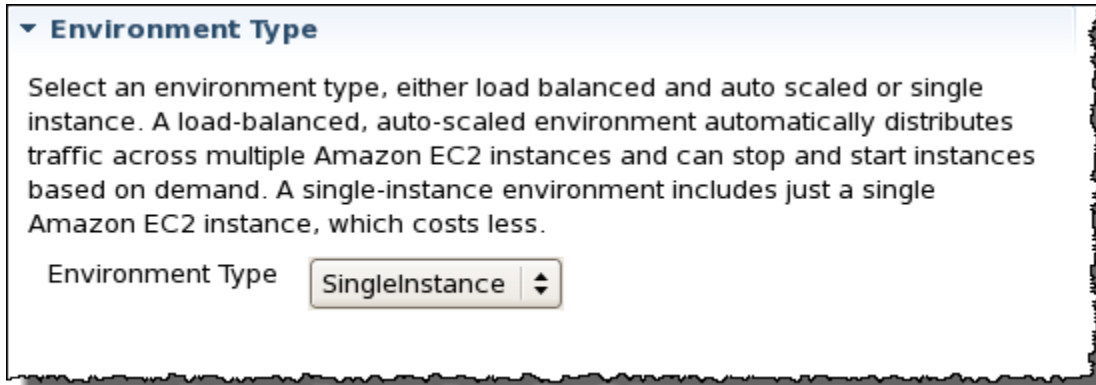 Environment Type
Select an environment type, either load balanced and auto scaled or single
instance. A load-balanced, auto-scaled environment automatically distributes
traffic across multiple Amazon EC2 instances and can stop and start instances
based on demand. A single-instance environment includes just a single
Amazon EC2 instance, which costs less.
Environment Type SingleInstance